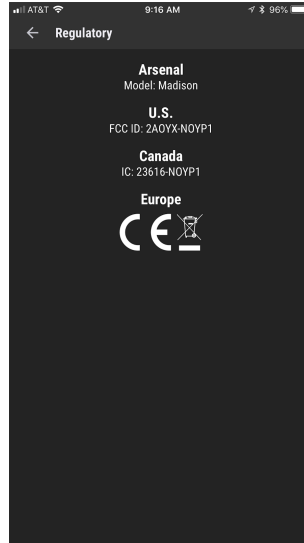 AT&T 9:16 AM 96%
Regulatory
Arsenal
Model: Madison
U.S.
FCC ID: 2AOYX-NOYP1
Canada
IC: 23616-NOYP1
Europe
CE